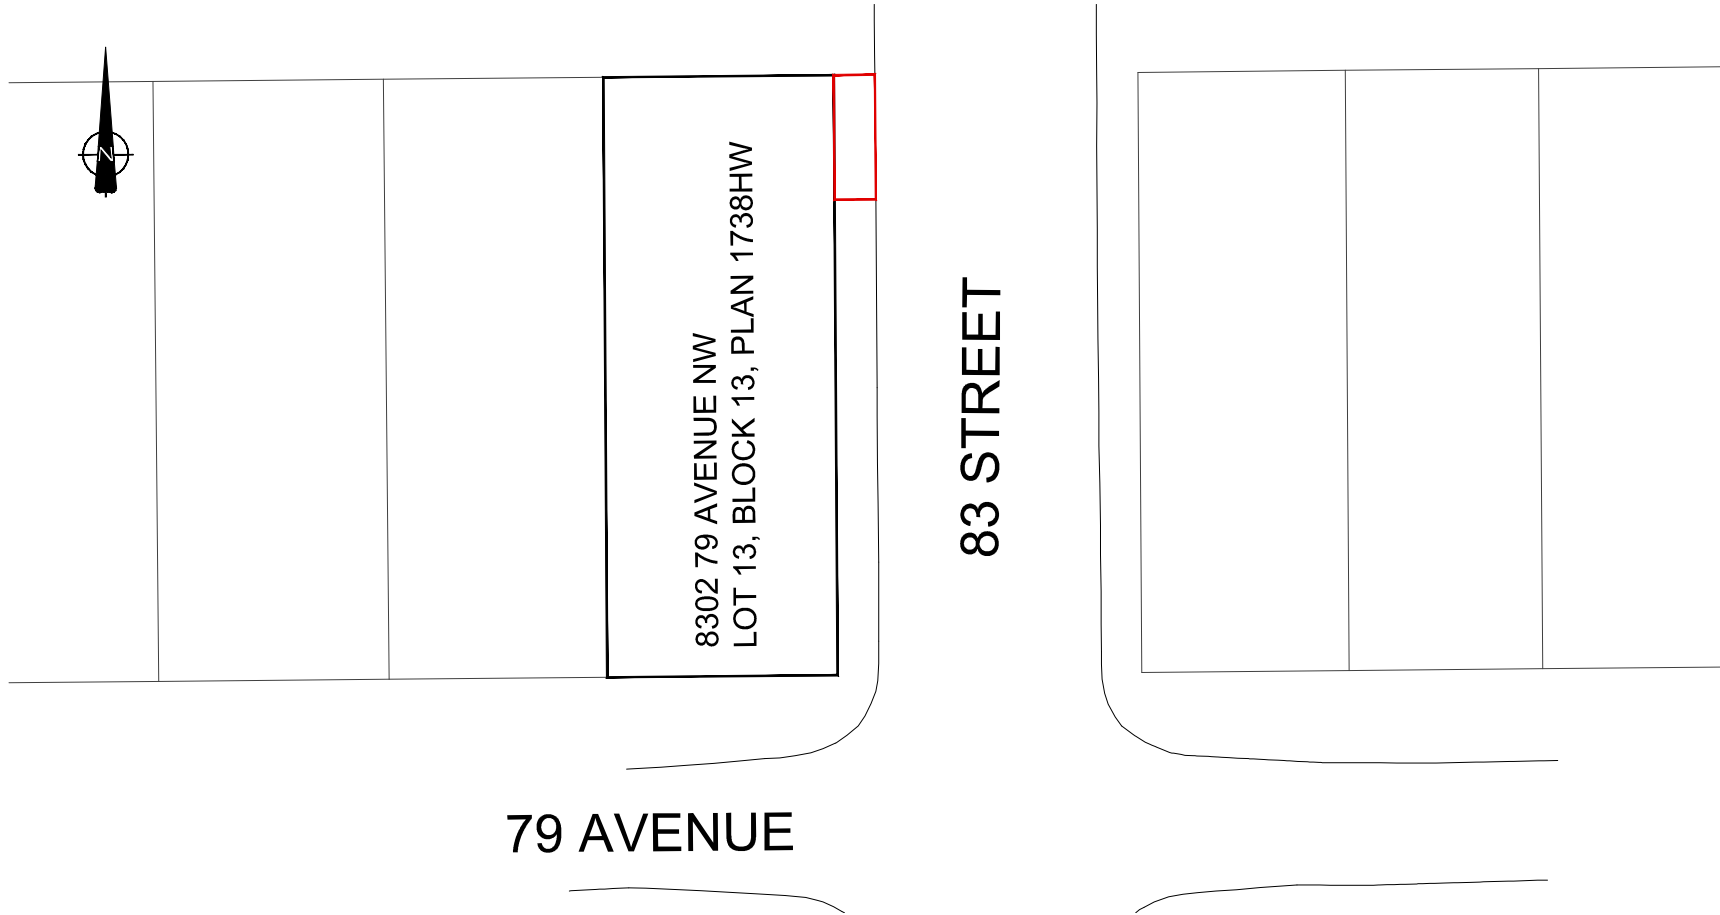 N
8302 79 AVENUE NW
LOT 13, BLOCK 13, PLAN 1738HW
83 STREET
79 AVENUE